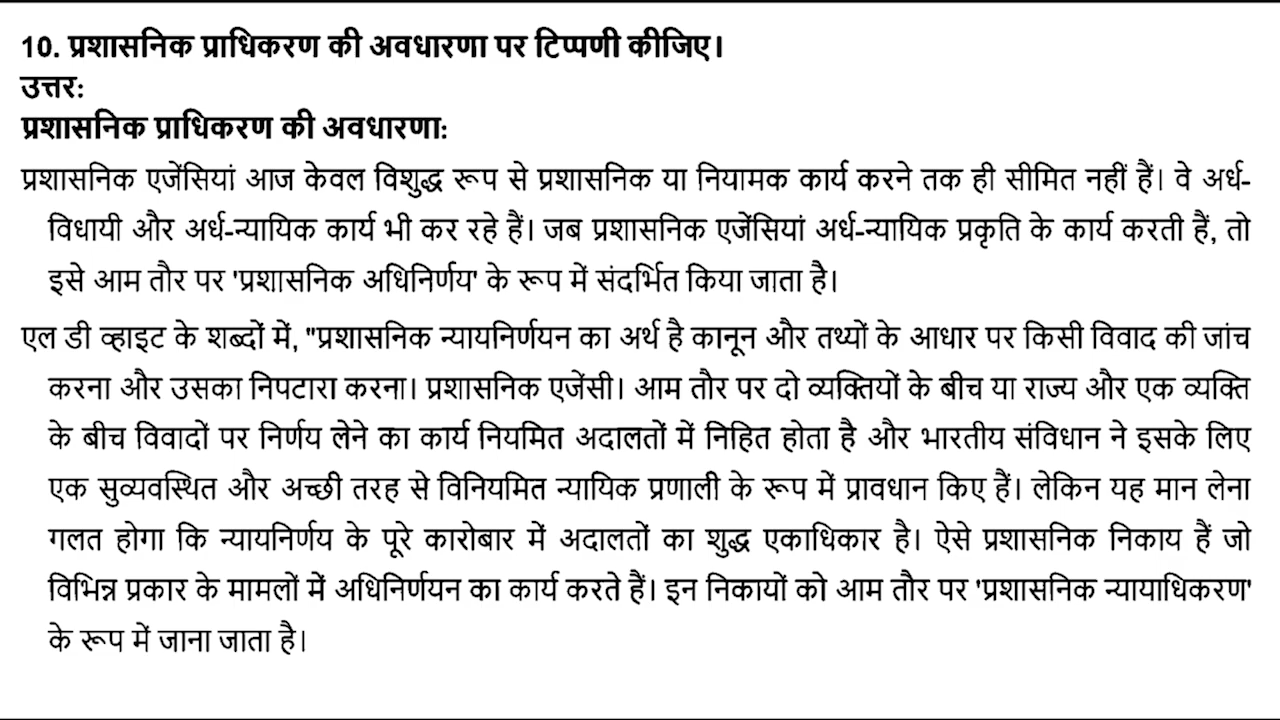 10. प्रशासनिक प्राधिकरण की अवधारणा पर टिप्पणी कीजिए।
उत्तर:
प्रशासनिक प्राधिकरण की अवधारणा:
प्रशासनिक एजेंसियां आज केवल विशुद्ध रूप से प्रशासनिक या नियामक कार्य करने तक ही सीमित नहीं हैं। वे अर्ध-
विधायी और अर्ध-न्यायिक कार्य भी कर रहे हैं। जब प्रशासनिक एजेंसियां अर्ध-न्यायिक प्रकृति के कार्य करती हैं, तो
इसे आम तौर पर 'प्रशासनिक अधिनिर्णय' के रूप में संदर्भित किया जाता है।
एल डी व्हाइट के शब्दों में, "प्रशासनिक न्यायनिर्णयन का अर्थ है कानून और तथ्यों के आधार पर किसी विवाद की जांच
करना और उसका निपटारा करना। प्रशासनिक एजेंसी। आम तौर पर दो व्यक्तियों के बीच या राज्य और एक व्यक्ति
के बीच विवादों पर निर्णय लेने का कार्य नियमित अदालतों में निहित होता है और भारतीय संविधान ने इसके लिए
एक सुव्यवस्थित और अच्छी तरह से विनियमित न्यायिक प्रणाली के रूप में प्रावधान किए हैं। लेकिन यह मान लेना
गलत होगा कि न्यायनिर्णय के पूरे कारोबार में अदालतों का शुद्ध एकाधिकार है। ऐसे प्रशासनिक निकाय हैं जो
विभिन्न प्रकार के मामलों में अधिनिर्णयन का कार्य करते हैं। इन निकायों को आम तौर पर 'प्रशासनिक न्यायाधिकरण'
के रूप में जाना जाता है।